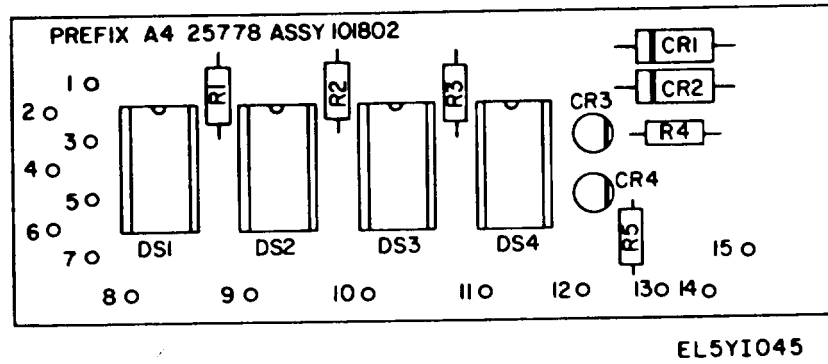 PREFIX A4 25778 ASSY 101802
CR1
CR2
1
R1
R2
R3
CR3
2
3
R4
4
CR4
5
6
DS1
DS2
DS3
DS4
R5
7
15
8
9
10
11
12
13
14
EL5YI045